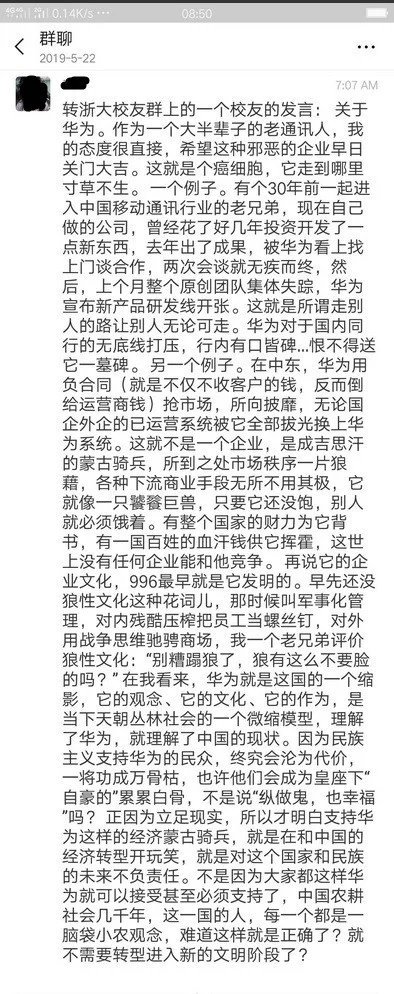 0.14K/s ··· 08:50
群聊
2019-5-22
7:07 AM
转浙大校友群上的一个校友的发言： 关于
华为。作为一个大半辈子的老通讯人，我
的态度很直接，希望这种邪恶的企业早日
关门大吉。这就是个癌细胞，它走到哪里
寸草不生。 一个例子。有个30年前一起进
入中国移动通讯行业的老兄弟，现在自己
做的公司，曾经花了好几年投资开发了一
点新东西，去年出了成果，被华为看上找
上门谈合作，两次会谈就无疾而终，然
后，上个月整个原创团队集体失踪，华为
宣布新产品研发线开张。这就是所谓走别
人的路让别人无论可走。华为对于国内同
行的无底线打压，行内有口皆碑...恨不得送
它一墓碑。 另一个例子。在中东，华为用
负合同（就是不仅不收客户的钱，反而倒
给运营商钱）抢市场，所向披靡，无论国
企外企的已运营系统被它全部拔光换上华
为系统。这就不是一个企业，是成吉思汗
的蒙古骑兵，所到之处市场秩序一片狼
藉，各种下流商业手段无所不用其极，它
就像一只饕餮巨兽，只要它还没饱，别人
就必须饿着。有整个国家的财力为它背
书，有一国百姓的血汗钱供它挥霍，这世
上没有任何企业能和他竞争。 再说它的企
业文化，996最早就是它发明的。早先还没
狼性文化这种花词儿，那时候叫军事化管
理，对内残酷压榨把员工当螺丝钉，对外
用战争思维驰骋商场，我一个老兄弟评价
狼性文化：“别糟蹋狼了，狼有这么不要脸
的吗？” 在我看来，华为就是这国的一个缩
影，它的观念、它的文化、它的作为，是
当下天朝丛林社会的一个微缩模型，理解
了华为，就理解了中国的现状。因为民族
主义支持华为的民众，终究会沦为代价，
一将功成万骨枯，也许他们会成为皇座下“
自豪的”累累白骨，不是说“纵做鬼，也幸福
”吗？ 正因为立足现实，所以才明白支持华
为这样的经济蒙古骑兵，就是在和中国的
经济转型开玩笑，就是对这个国家和民族
的未来不负责任。不是因为大家都这样华
为就可以接受甚至必须支持了，中国农耕
社会几千年，这一国的人，每一个都是一
脑袋小农观念，难道这样就是正确了？就
不需要转型进入新的文明阶段了？